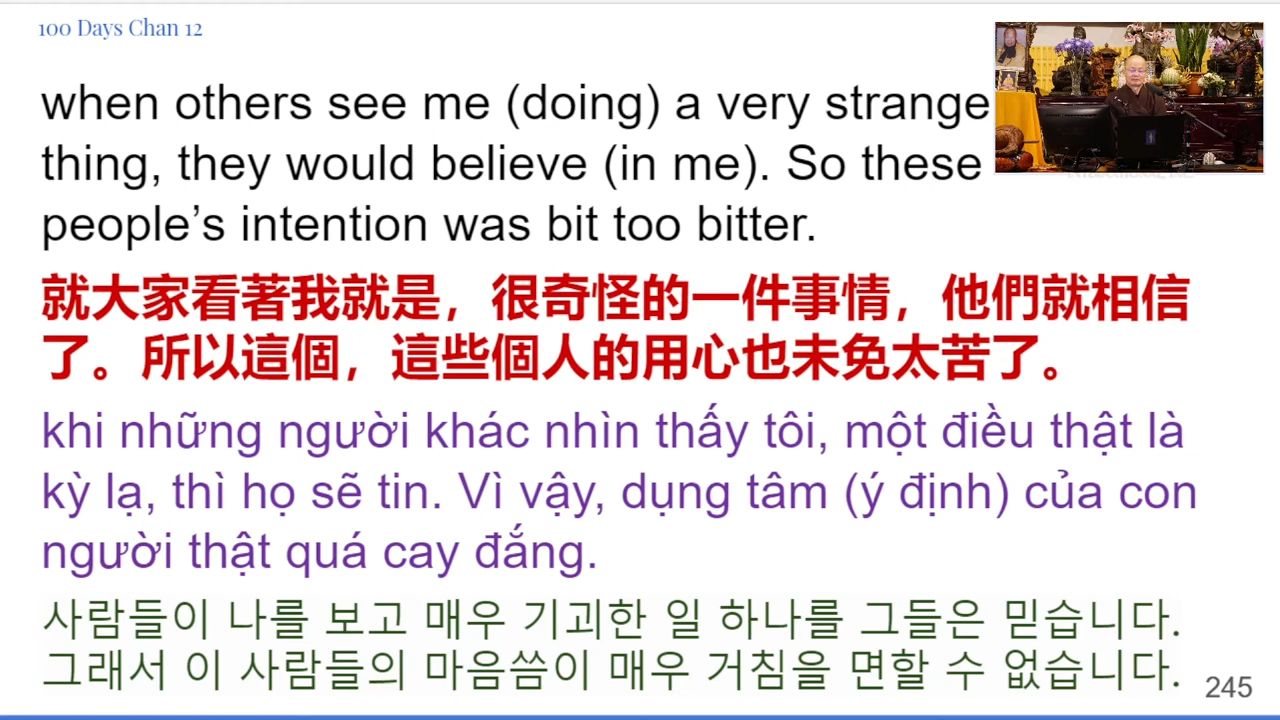 100 Days Chan 12
when others see me (doing) a very strange
thing, they would believe (in me). So these
people’s intention was bit too bitter.
就大家看著我就是，很奇怪的一件事情，他們就相信
了。所以這個，這些個人的用心也未免太苦了。
khi những người khác nhìn thấy tôi, một điều thật là
kỳ lạ, thì họ sẽ tin. Vì vậy, dụng tâm (ý định) của con
người thật quá cay đắng.
사람들이 나를 보고 매우 기괴한 일 하나를 그들은 믿습니다.
그래서 이 사람들의 마음씀이 매우 거침을 면할 수 없습니다.
245